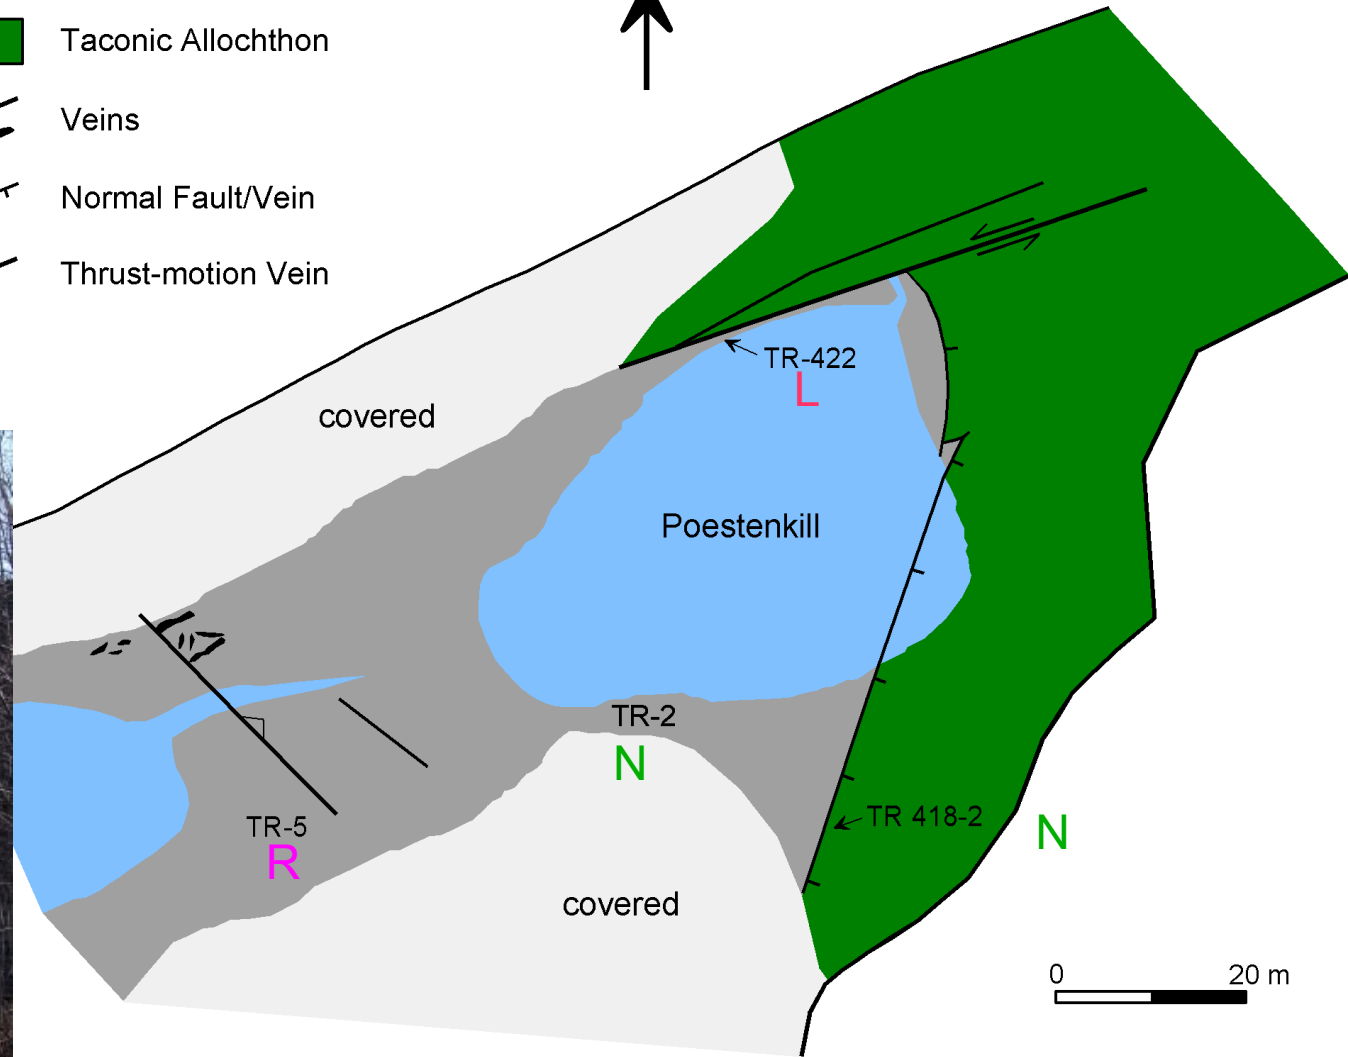 Taconic Allochthon
Veins
Normal Fault/Vein
Thrust-motion Vein
TR-422
L
covered
Poestenkill
TR-2
N
TR 418-2
N
TR-5
R
covered
0 20 m